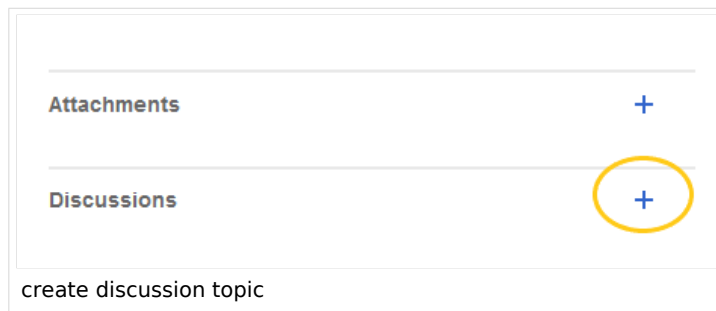 Attachments +
Discussions +
create discussion topic